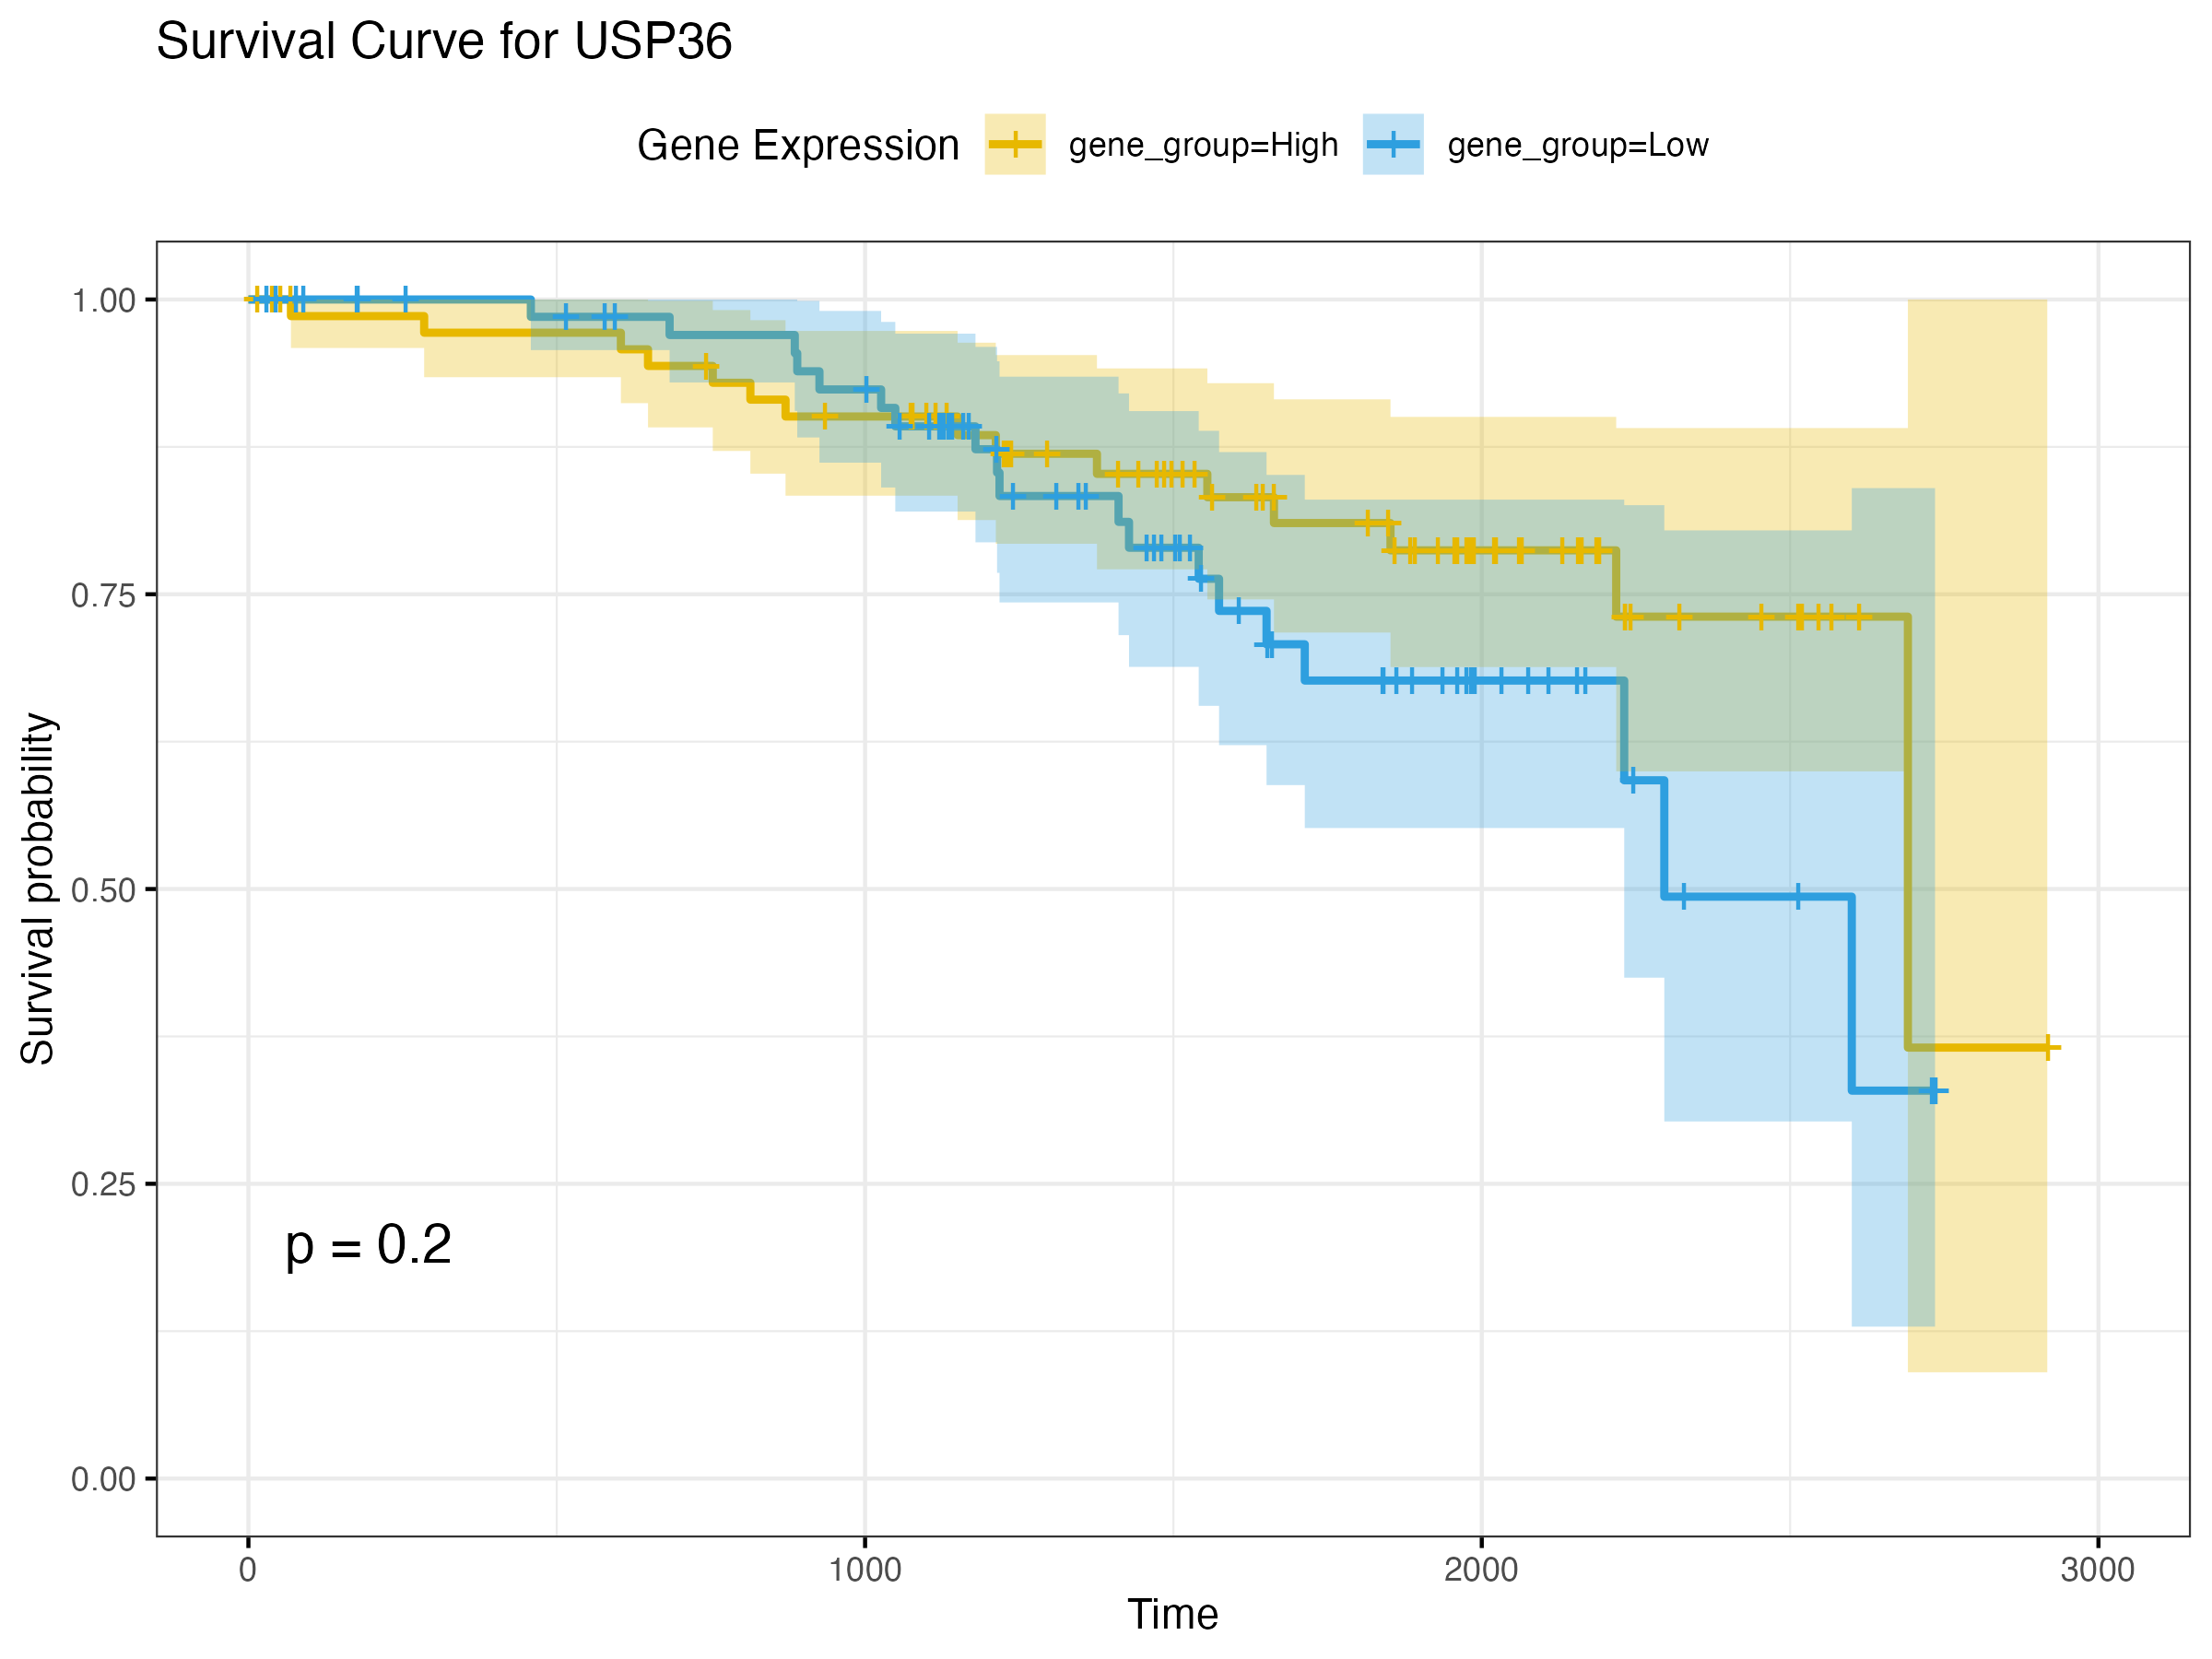 Survival Curve for USP36
Gene Expression gene_group=High gene_group=Low
1.00
0.75
0.50
0.25
0.00
Survival probability
p = 0.2
0 1000 2000 3000
Time